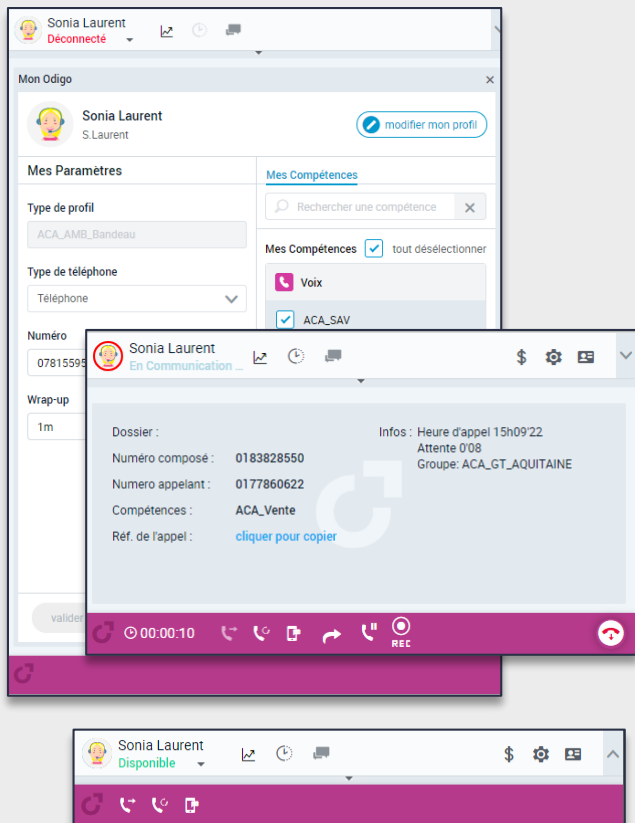 Sonia Laurent
Déconnecté
Mon Odigo
Sonia Laurent
S.Laurent
modifier mon profil
Mes Paramètres
Mes Compétences
Type de profil
Rechercher une compétence
ACA_AMB_Bandeau
Mes Compétences
tout désélectionner
Type de téléphone
Voix
Téléphone
ACA_SAV
Numéro
07815595
Wrap-up
1m
valider
Sonia Laurent
En Communication ...
$
Dossier :
Infos : Heure d'appel 15h09'22
Attente 0'08
Groupe: ACA_GT_AQUITAINE
Numéro composé : 0183828550
Numero appelant : 0177860622
Compétences : ACA_Vente
Réf. de l'appel : cliquer pour copier
00:00:10
REC
Sonia Laurent
Disponible
$